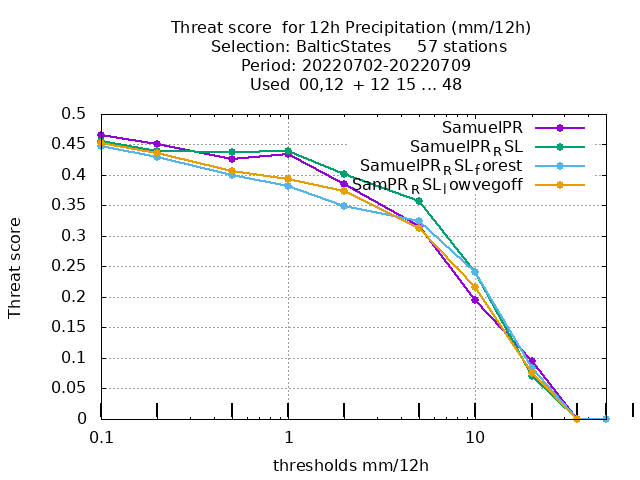 Threat score  for 12h Precipitation (mm/12h)
Selection: BalticStates     57 stations
Period: 20220702-20220709
Used  00,12  + 12 15 ... 48
0.5
0.45
0.4
0.35
0.3
0.25
0.2
0.15
0.1
0.05
0
Threat score
SamuelPR
SamuelPR_RSL
SamuelPR_RSL_forest
SamPR_RSL_lowvegoff
0.1 1 10
thresholds mm/12h